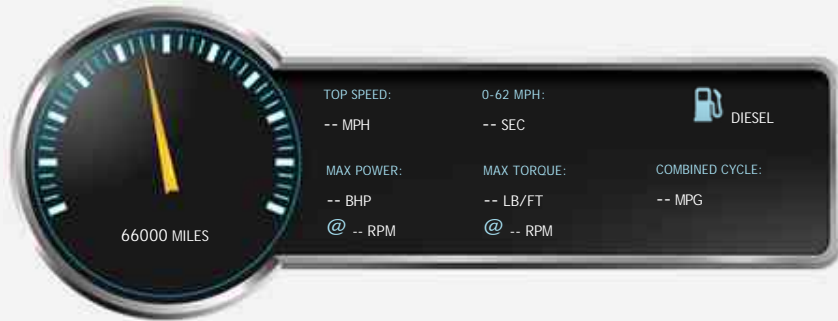 TOP SPEED:
-- MPH
0-62 MPH:
-- SEC
DIESEL
MAX POWER:
-- BHP
@ -- RPM
MAX TORQUE:
-- LB/FT
@ -- RPM
COMBINED CYCLE:
-- MPG
66000 MILES